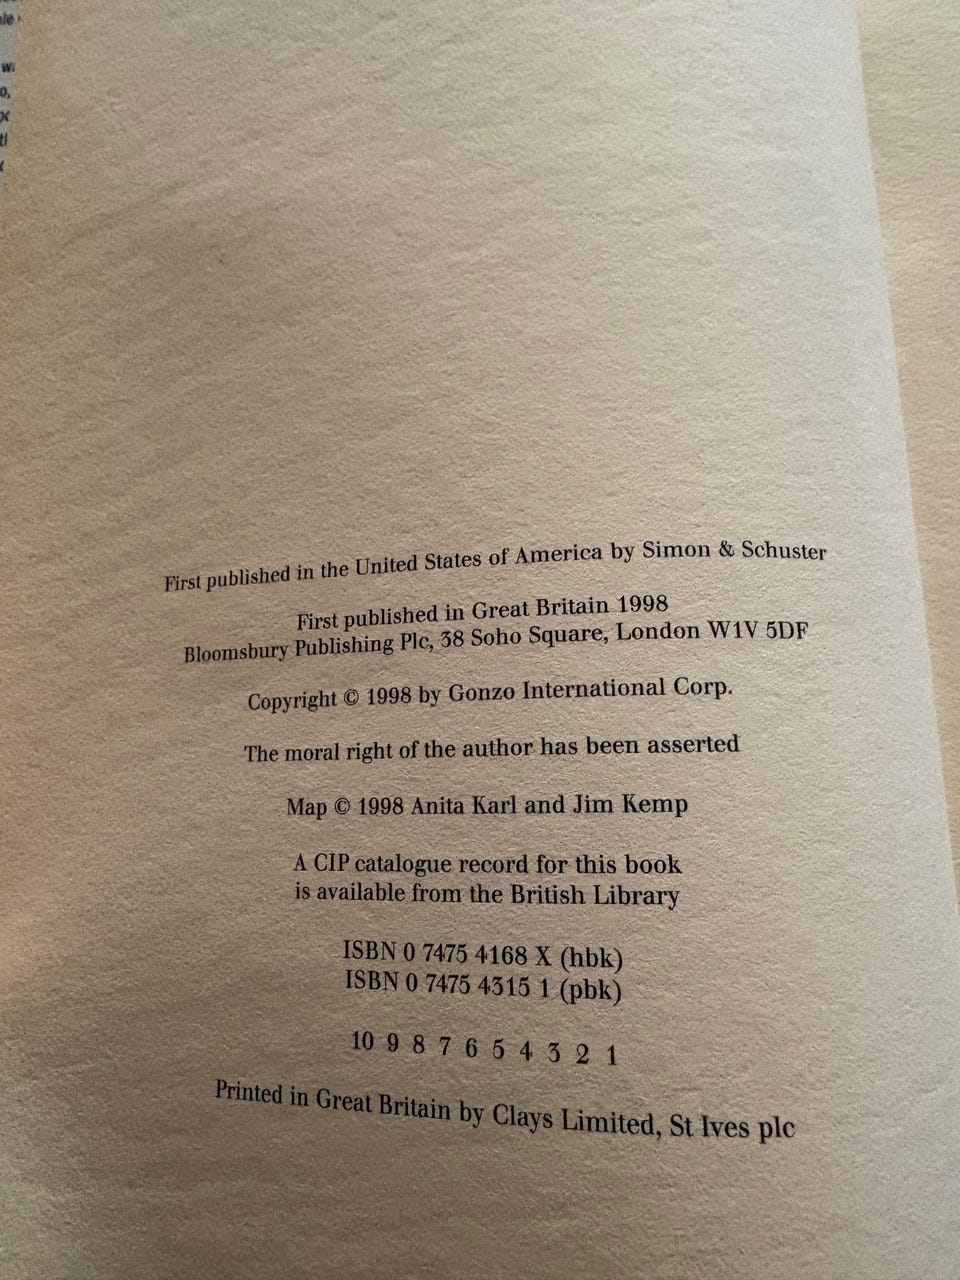 First published in the United States of America by Simon & Schuster
First published in Great Britain 1998
Bloomsbury Publishing Plc, 38 Soho Square, London W1V 5DF
Copyright © 1998 by Gonzo International Corp.
The moral right of the author has been asserted
Map © 1998 Anita Karl and Jim Kemp
A CIP catalogue record for this book
is available from the British Library
ISBN 0 7475 4168 X (hbk)
ISBN 0 7475 4315 1 (pbk)
10 9 8 7 6 5 4 3 2 1
Printed in Great Britain by Clays Limited, St Ives plc